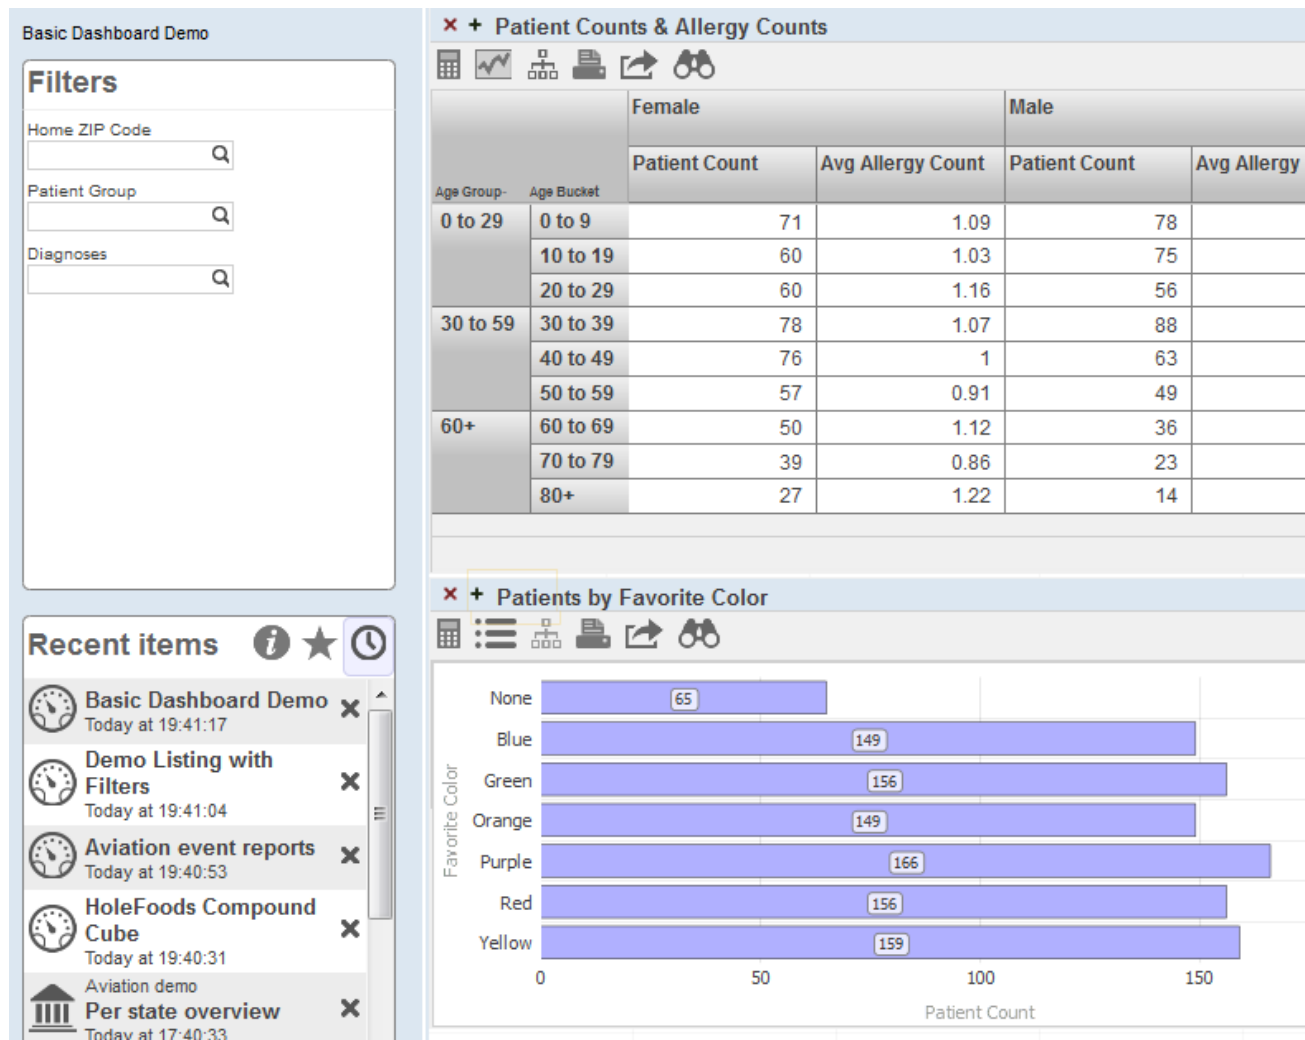 Basic Dashboard Demo
Filters
Home ZIP Code
Patient Group
Diagnoses
Recent items
Basic Dashboard Demo
Today at 19:41:17
Demo Listing with
Filters
Today at 19:41:04
Aviation event reports
Today at 19:40:53
HoleFoods Compound
Cube
Today at 19:40:31
Aviation demo
Per state overview
Today at 17:40:33
Patient Counts & Allergy Counts
Female Male
Age Group- Age Bucket Patient Count Avg Allergy Count Patient Count Avg Allergy
0 to 29 0 to 9 71 1.09 78
10 to 19 60 1.03 75
20 to 29 60 1.16 56
30 to 59 30 to 39 78 1.07 88
40 to 49 76 1 63
50 to 59 57 0.91 49
60+ 60 to 69 50 1.12 36
70 to 79 39 0.86 23
80+ 27 1.22 14
Patients by Favorite Color
Favorite Color
None 65
Blue 149
Green 156
Orange 149
Purple 166
Red 156
Yellow 159
0 50 100 150
Patient Count